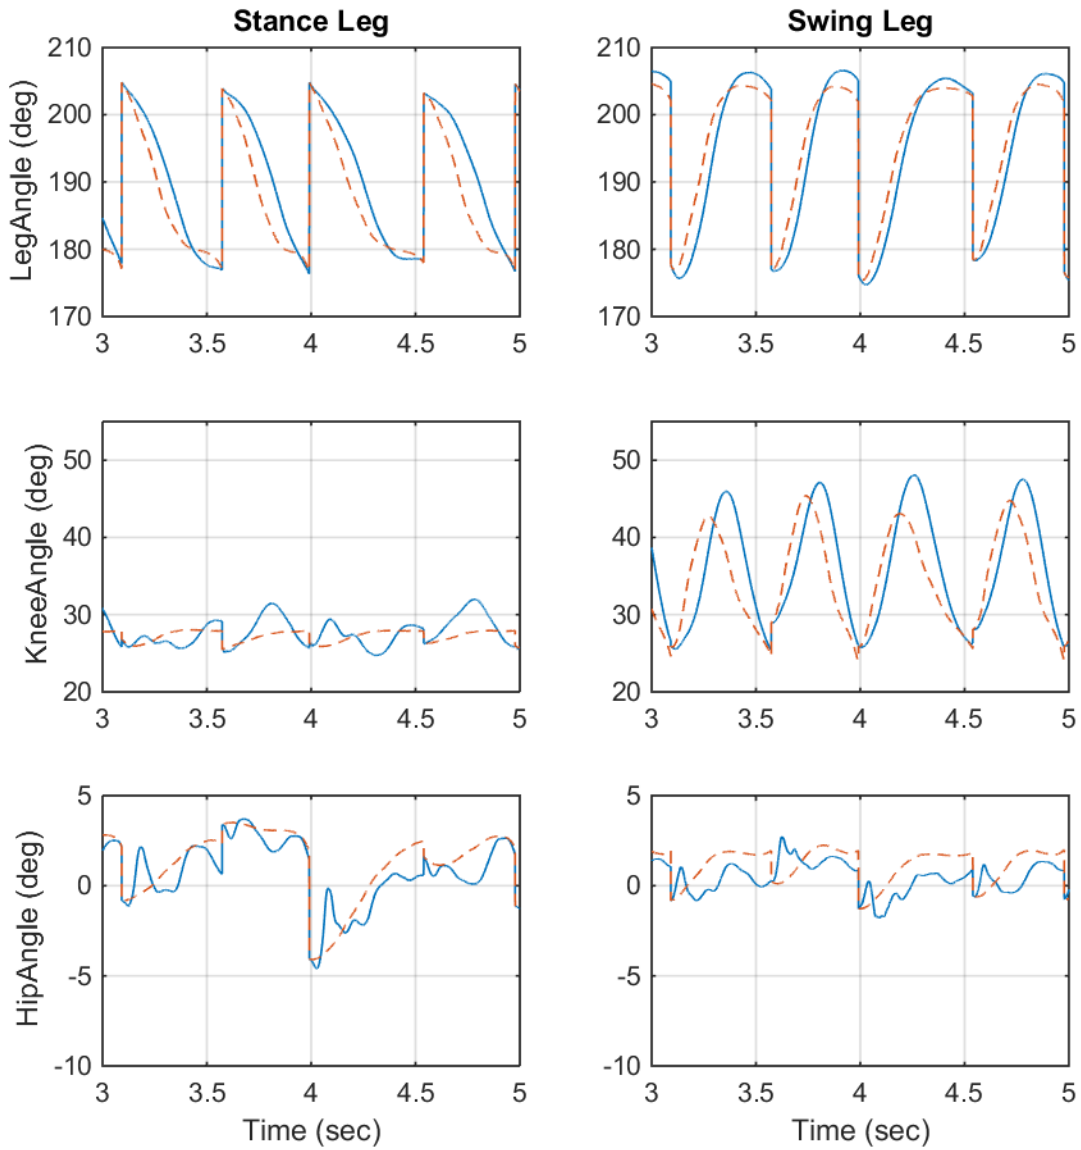 Stance Leg
Swing Leg
LegAngle (deg)
210
200
190
180
170
3 3.5 4 4.5 5
210
200
190
180
170
3 3.5 4 4.5 5
KneeAngle (deg)
50
40
30
20
3 3.5 4 4.5 5
50
40
30
20
3 3.5 4 4.5 5
HipAngle (deg)
5
0
-5
-10
3 3.5 4 4.5 5
Time (sec)
5
0
-5
-10
3 3.5 4 4.5 5
Time (sec)